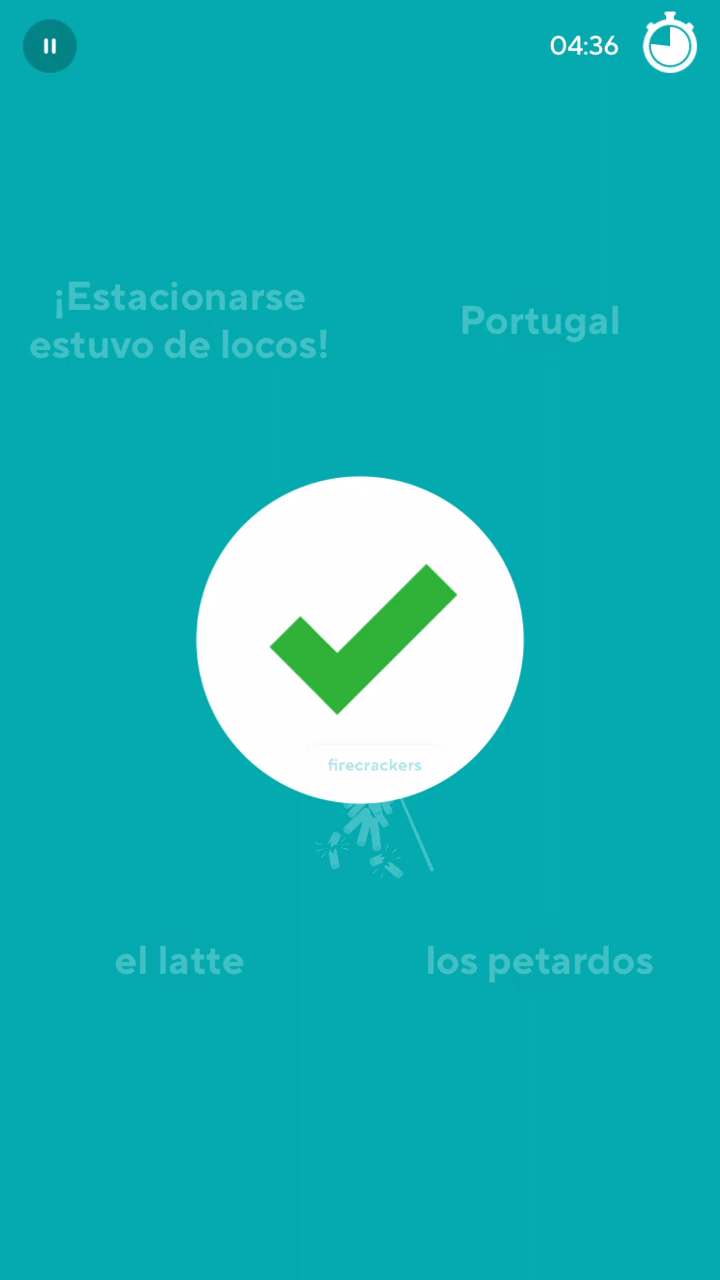 04:36
¡Estacionarse
estuvo de locos!
Portugal
firecrackers
el latte
los petardos